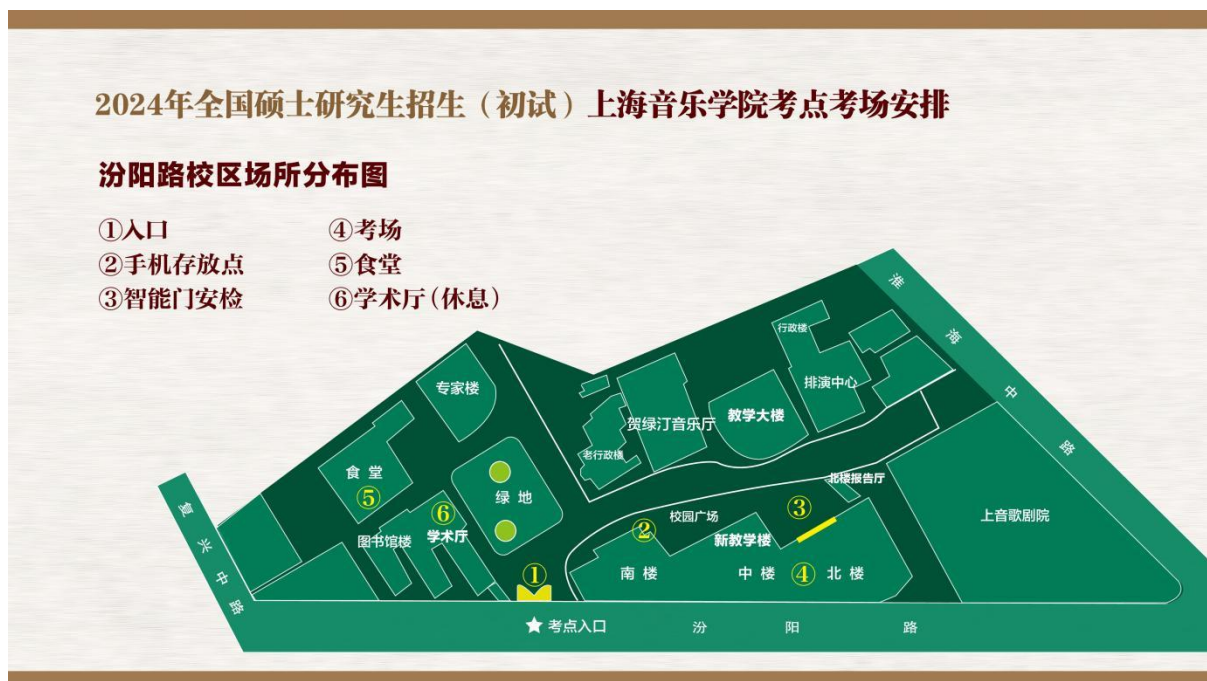 2024年全国硕士研究生招生（初试）上海音乐学院考点考场安排
汾阳路校区场所分布图
①入口
④考场
②手机存放点
⑤食堂
③智能门安检
⑥学术厅（休息）
淮海中路
行政楼
排演中心
专家楼
教学大楼
贺绿汀音乐厅
老行政楼
食堂
⑤
绿地
北楼报告厅
⑥
学术厅
图书馆楼
②
校园广场
③
新教学楼
上音歌剧院
①
南楼
中楼
④
北楼
复兴中路
★考点入口
汾阳路